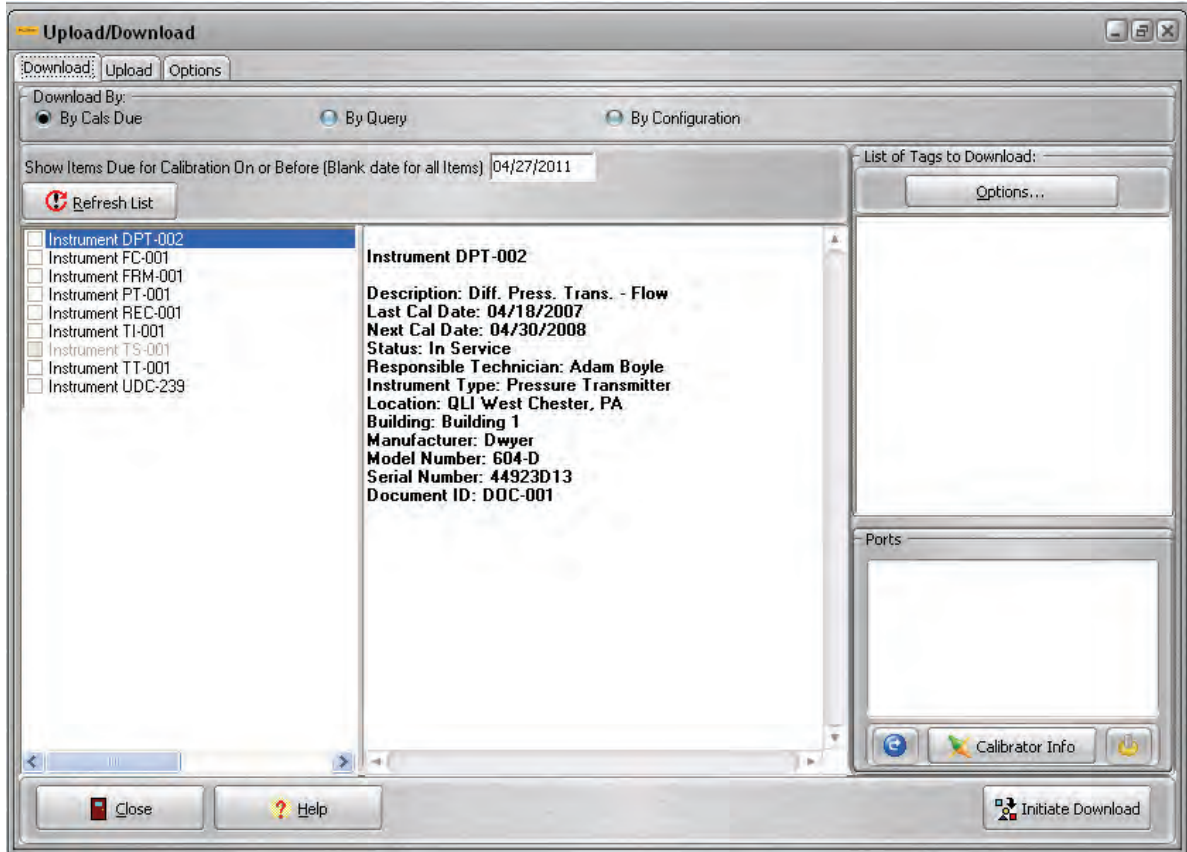 Upload/Download
Download Upload Options
Download By:
By Cals Due By Query By Configuration
Show Items Due for Calibration On or Before (Blank date for all Items) 04/27/2011
Refresh List
Instrument DPT-002
Instrument FC-001
Instrument FRM-001
Instrument PT-001
Instrument REC-001
Instrument TI-001
Instrument TS-001
Instrument TT-001
Instrument UDC-239
Instrument DPT-002
Description: Diff. Press. Trans. - Flow
Last Cal Date: 04/18/2007
Next Cal Date: 04/30/2008
Status: In Service
Responsible Technician: Adam Boyle
Instrument Type: Pressure Transmitter
Location: QLI West Chester, PA
Building: Building 1
Manufacturer: Dwyer
Model Number: 604-D
Serial Number: 44923D13
Document ID: DOC-001
List of Tags to Download:
Options...
Ports
Calibrator Info
Close
Help
Initiate Download